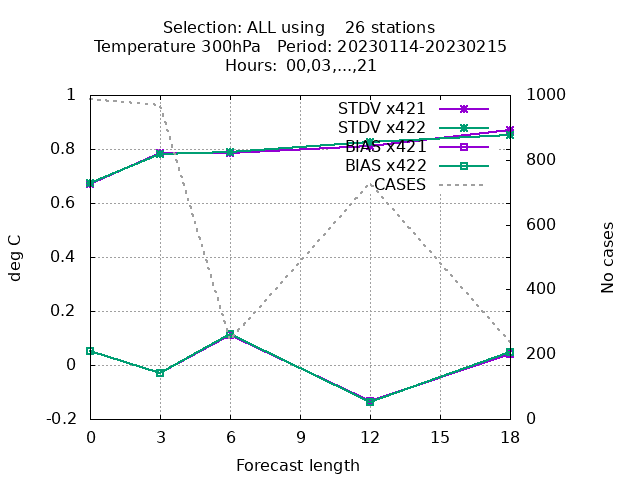 Selection: ALL using 26 stations
Temperature 300hPa Period: 20230114-20230215
Hours: 00,03,...,21
STDV x421
STDV x422
BIAS x421
BIAS x422
CASES
deg C
1
0.8
0.6
0.4
0.2
0
-0.2
1000
800
600
400
200
0
No cases
0 3 6 9 12 15 18
Forecast length